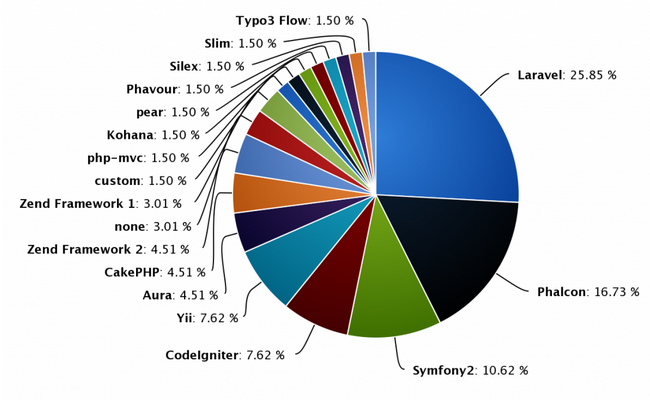 Typo3 Flow: 1.50 %
Slim: 1.50 %
Silex: 1.50 %
Laravel: 25.85 %
Phavour: 1.50 %
pear: 1.50 %
Kohana: 1.50 %
php-mvc: 1.50 %
custom: 1.50 %
Zend Framework 1: 3.01 %
none: 3.01 %
Zend Framework 2: 4.51 %
CakePHP: 4.51 %
Aura: 4.51 %
Phalcon: 16.73 %
Yii: 7.62 %
CodeIgniter: 7.62 %
Symfony2: 10.62 %